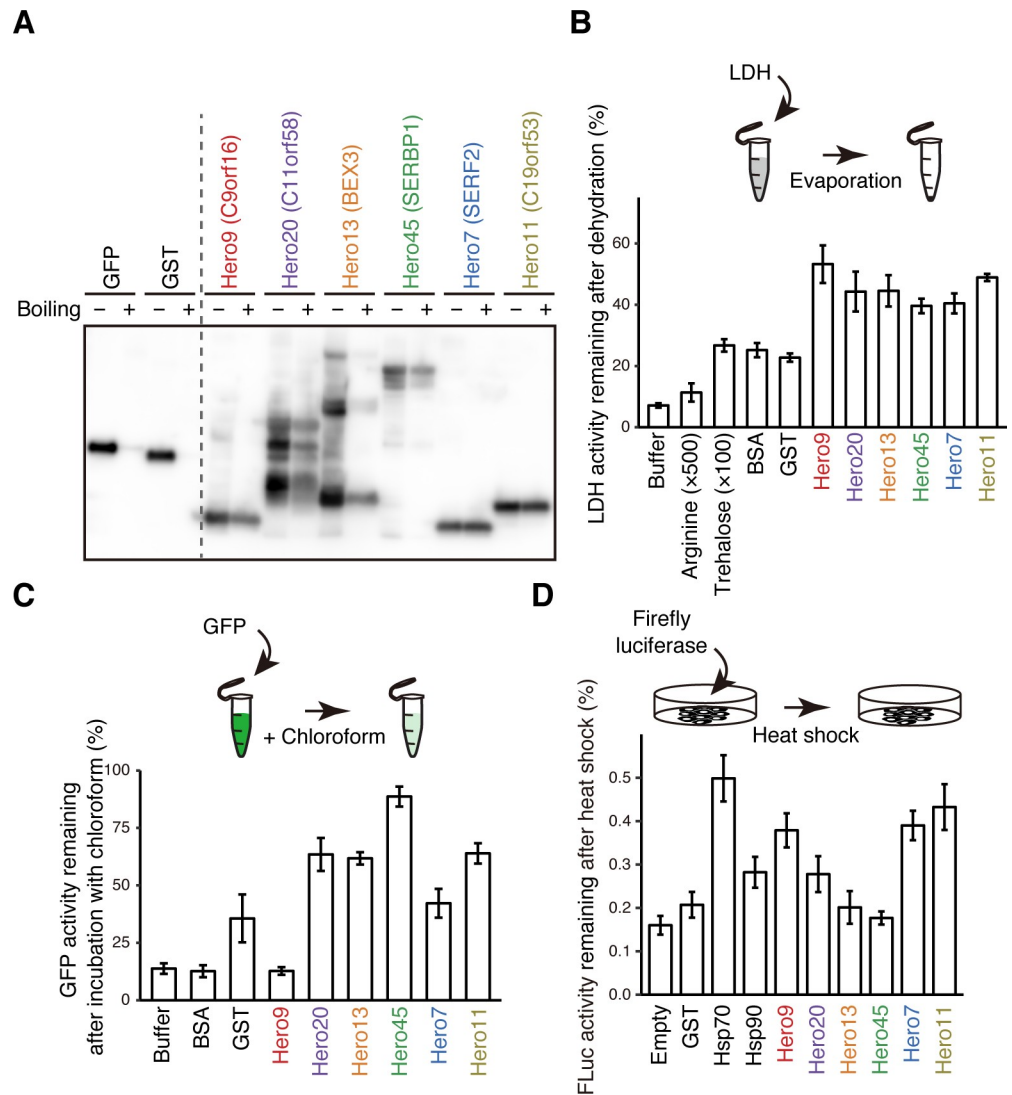 A
GFP
GST
Hero9 (C9orf16)
Hero20 (C11orf58)
Hero13 (BEX3)
Hero45 (SERBP1)
Hero7 (SERF2)
Hero11 (C19orf53)
Boiling − + − + − + − + − + − + − + − +
B
LDH
Evaporation
LDH activity remaining after dehydration (%)
60
40
20
0
Buffer
Arginine (×500)
Trehalose (×100)
BSA
GST
Hero9
Hero20
Hero13
Hero45
Hero7
Hero11
C
GFP
+ Chloroform
GFP activity remaining
after incubation with chloroform (%)
100
75
50
25
0
Buffer
BSA
GST
Hero9
Hero20
Hero13
Hero45
Hero7
Hero11
D
Firefly
luciferase
Heat shock
FLuc activity remaining after heat shock (%)
0.5
0.4
0.3
0.2
0.1
0.0
Empty
GST
Hsp70
Hsp90
Hero9
Hero20
Hero13
Hero45
Hero7
Hero11